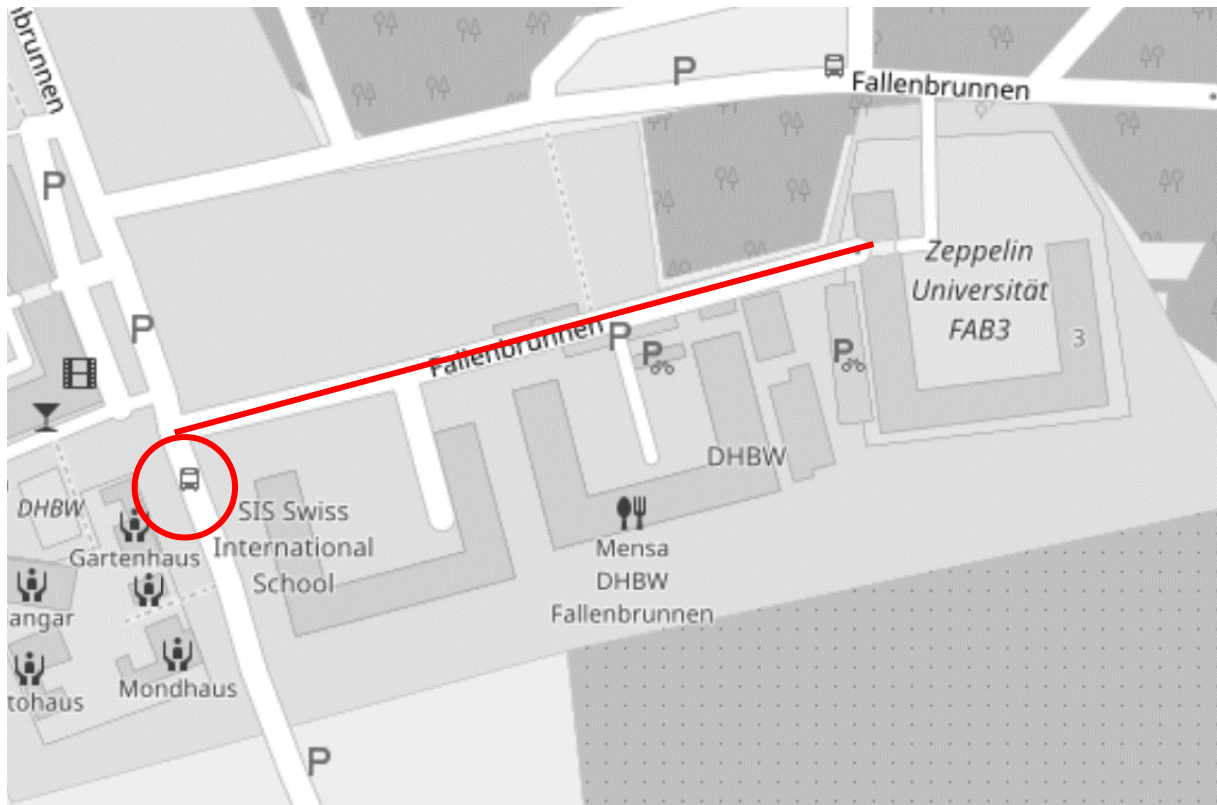 brunnen
P
Fallenbrunnen
P
Zeppelin
Universität
FAB3
P
3
P
Fallenbrunnen
P
P
DHBW
DHBW
SIS Swiss
International
School
Gartenhaus
Mensa
DHBW
Fallenbrunnen
angar
Mondhaus
tohaus
P